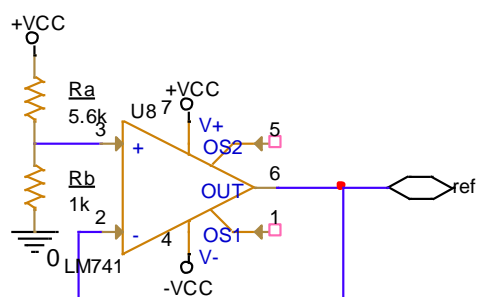 +VCC
Ra
5.6k
3
Rb
1k
2
0
LM741
U8
7
+VCC
V+
OS2
5
+
OUT
6
-
4
OS1
1
V-
-VCC
ref